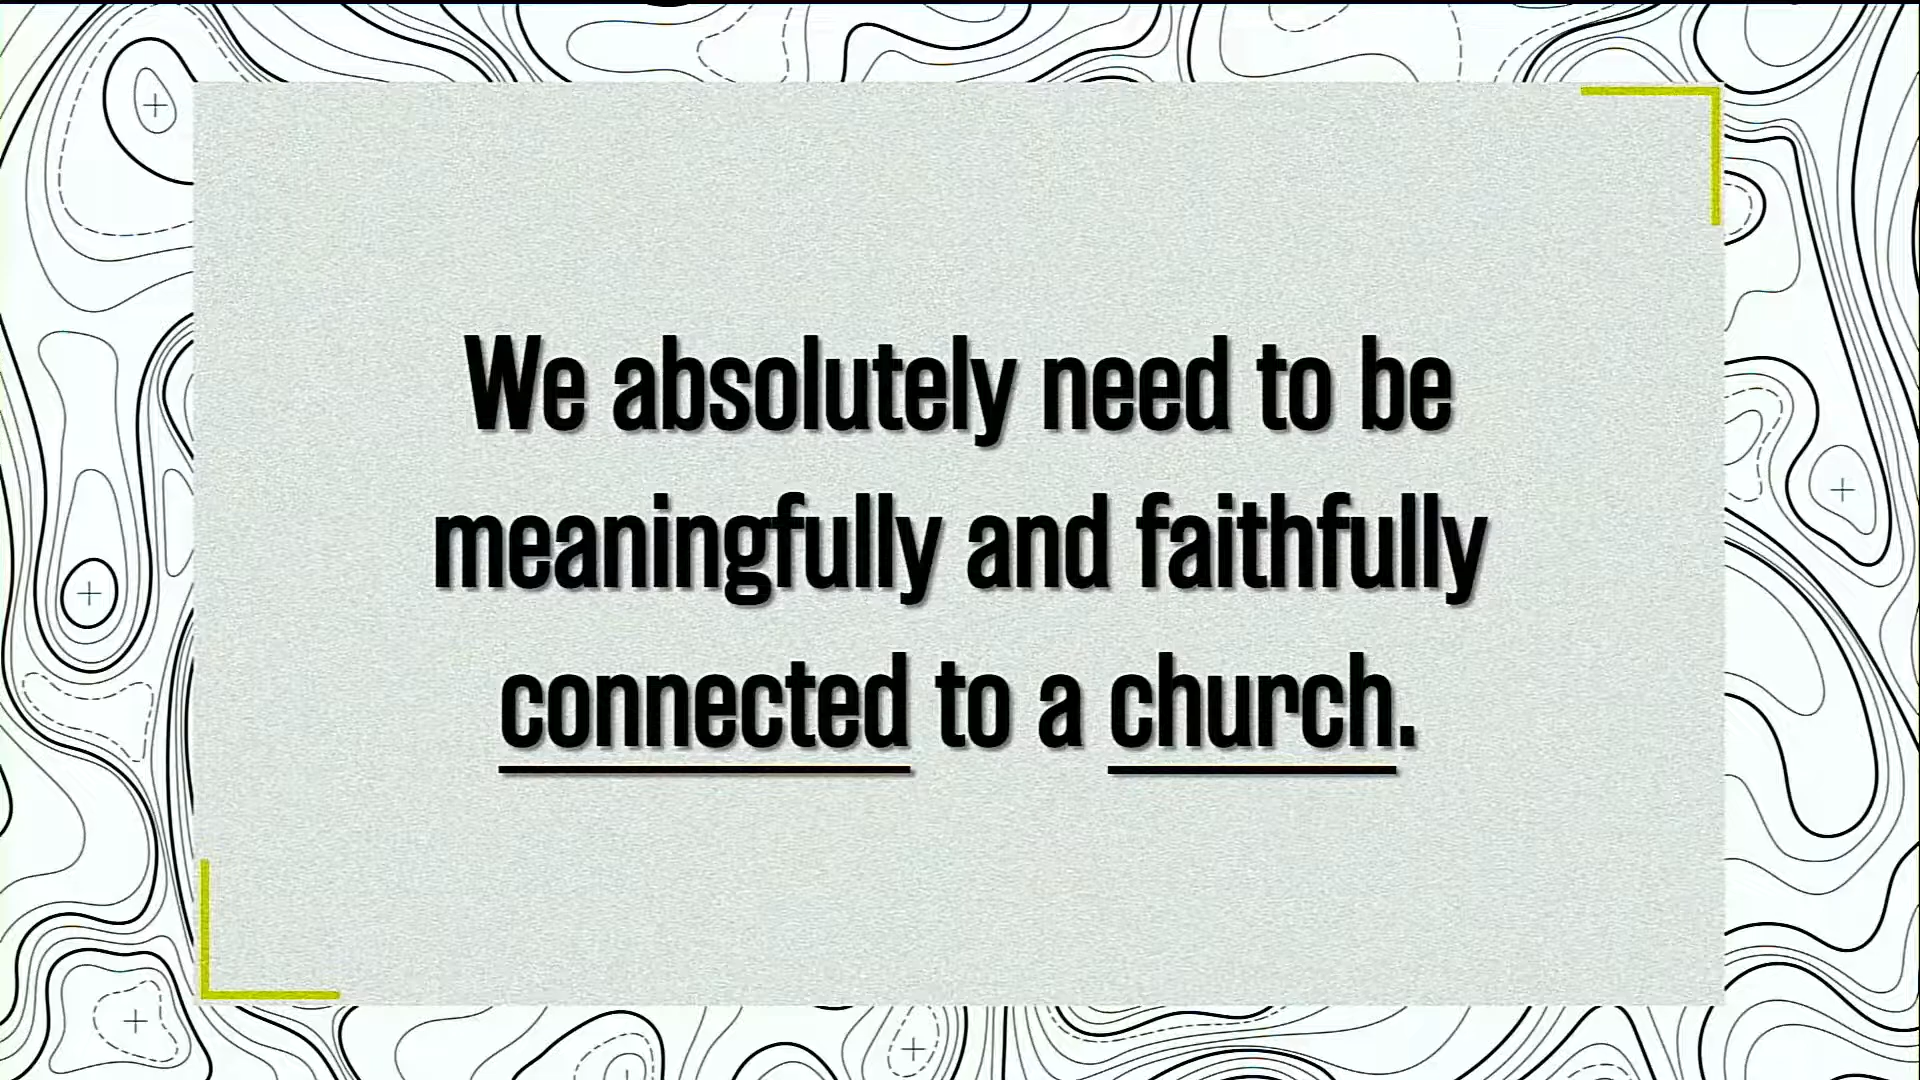 We absolutely need to be
meaningfully and faithfully
connected to a church.